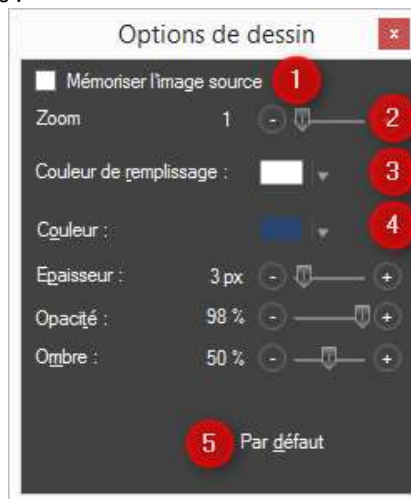 Options de dessin x
Mémoriser l'image source 1
Zoom 1 - 2
Couleur de remplissage : 3
Couleur : 4
Epaisseur : 3 px - +
Opacité : 98 % - +
Ombre : 50 % - +
5 Par défaut